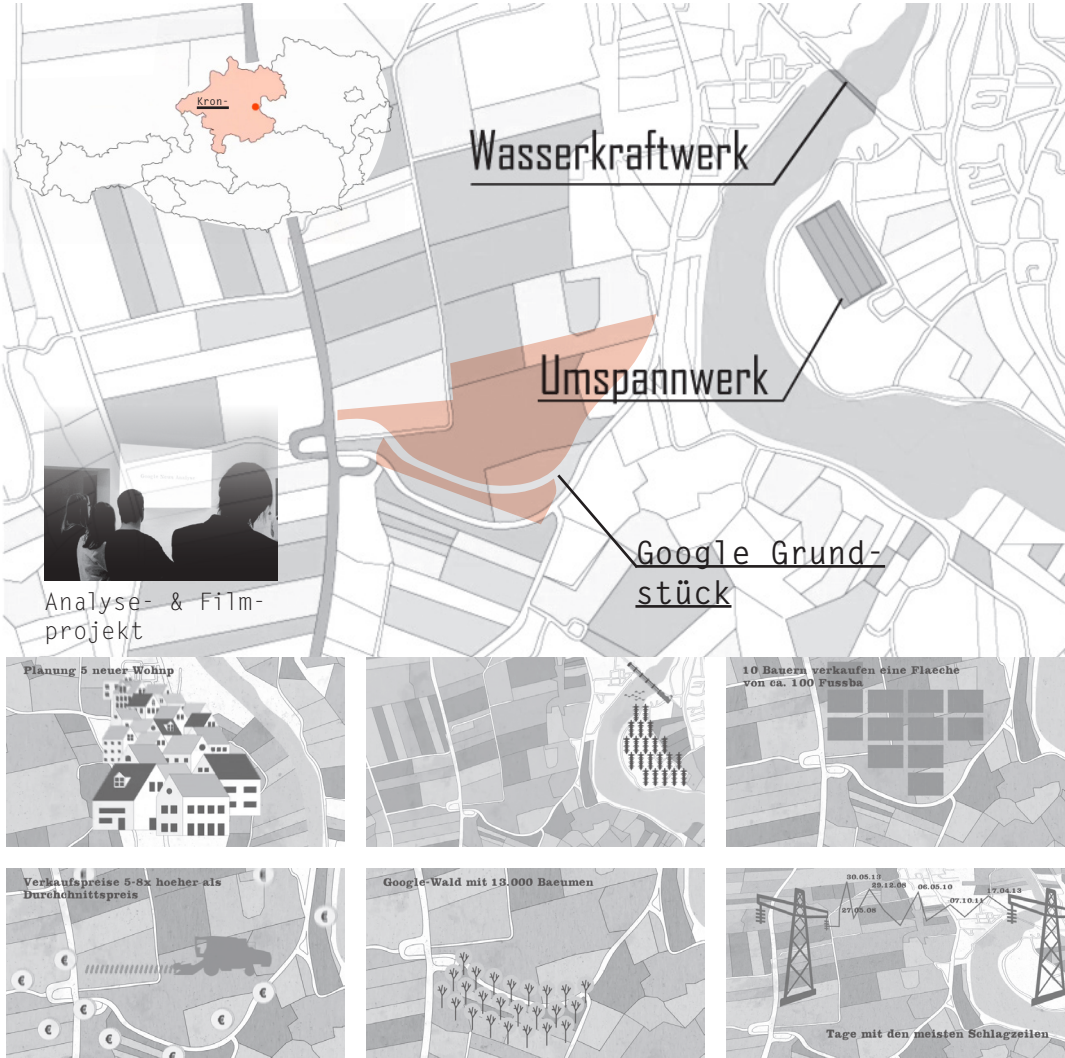 Kron-
Wasserkraftwerk
Umspannwerk
Google Grund-
stück
Analyse- & Film-
projekt
Planung 5 neuer Wohnp
10 Bauern verkaufen eine Flaeche
von ca. 100 Fussba
Verkaufspreise 5-8x hoeher als
Durchchnittspreis
€
€
€
€
€
€
€
€
€
Google-Wald mit 13.000 Baeumen
30.05.13
29.12.08
06.05.10
17.04.13
07.10.11
27.05.08
Tage mit den meisten Schlagzeilen